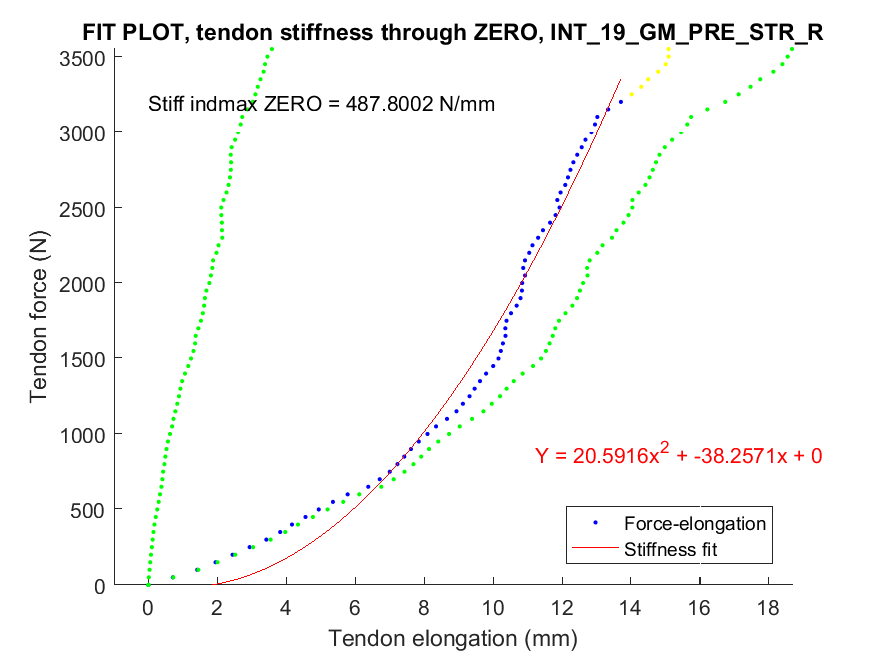 FIT PLOT, tendon stiffness through ZERO, INT_19_GM_PRE_STR_R
3500
Stiff indmax ZERO = 487.8002 N/mm
3000
2500
2000
1500
1000
500
0
Tendon force (N)
Y = 20.5916x² + -38.2571x + 0
Force-elongation
Stiffness fit
0 2 4 6 8 10 12 14 16 18
Tendon elongation (mm)